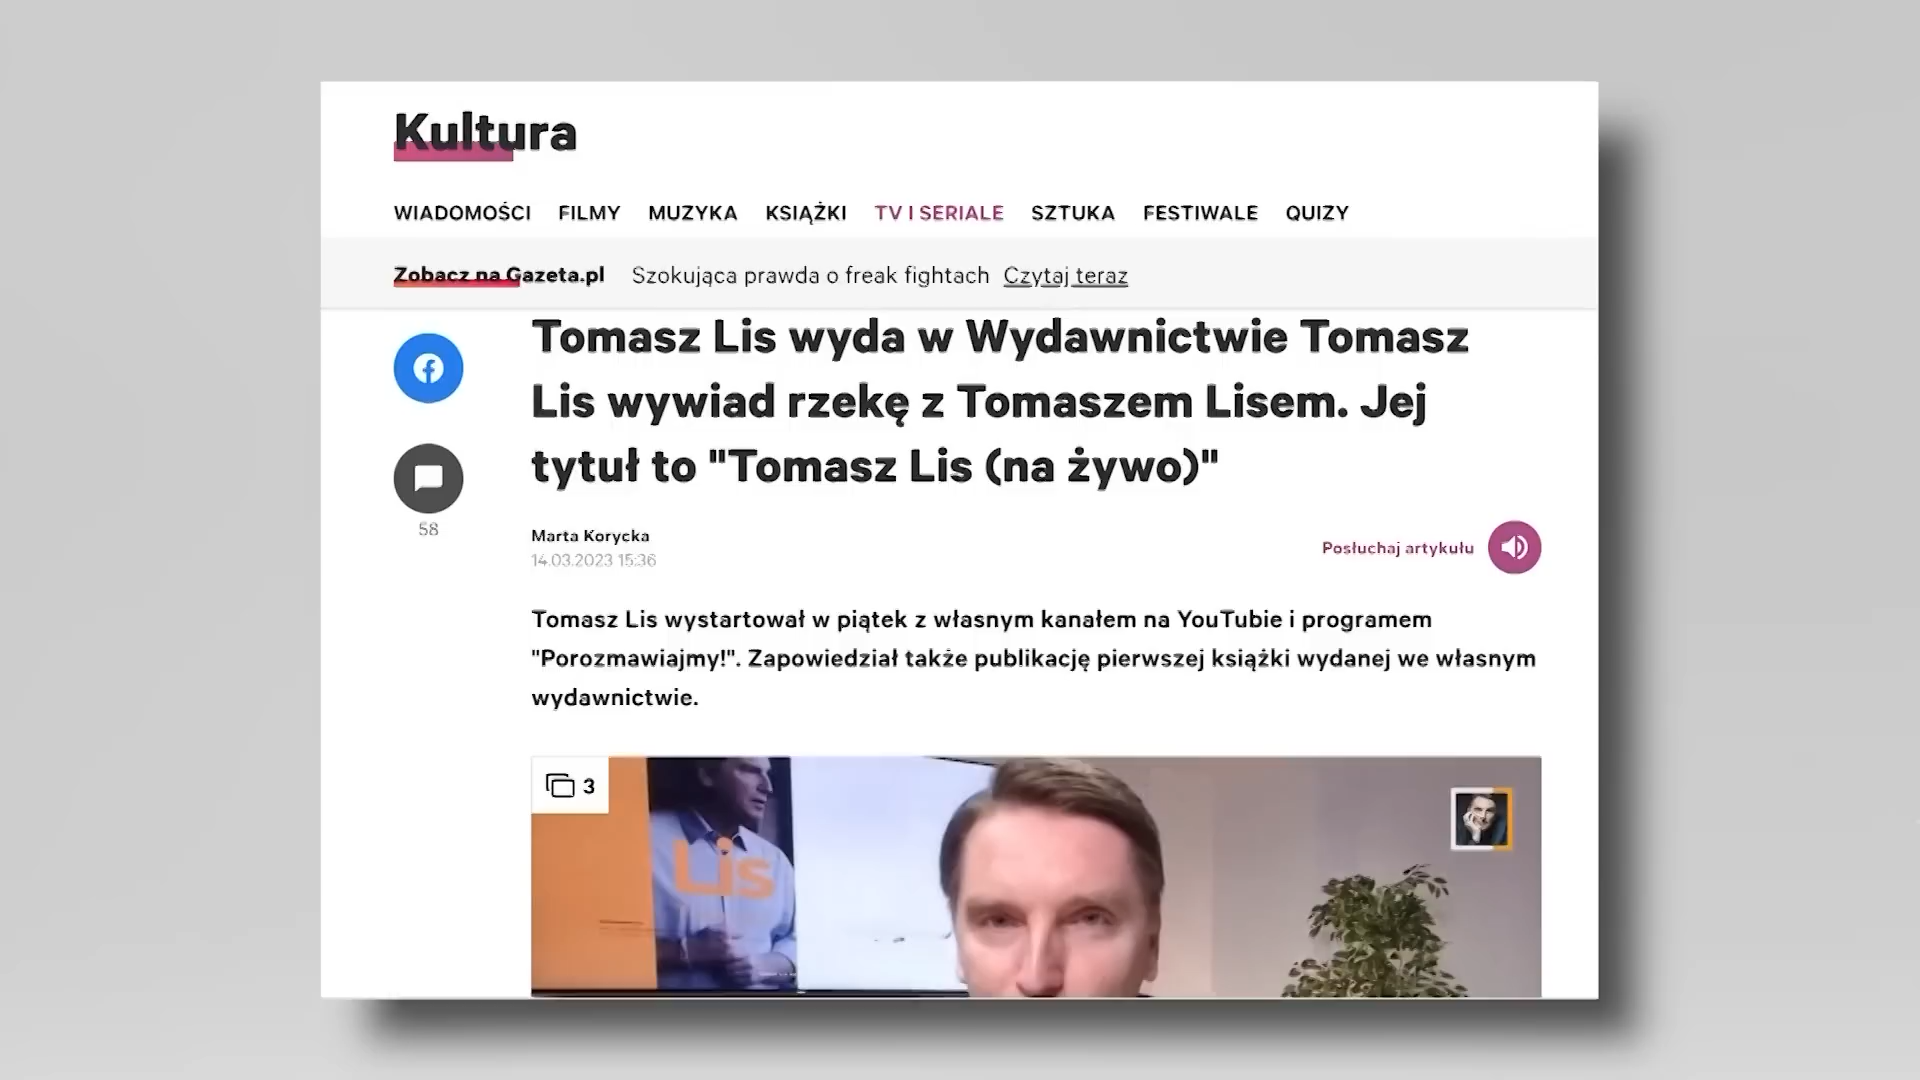 Kultura
WIADOMOŚCI FILMY MUZYKA KSIĄŻKI TV I SERIALE SZTUKA FESTIWALE QUIZY
Zobacz na Gazeta.pl Szokująca prawda o freak fightach Czytaj teraz
Tomasz Lis wyda w Wydawnictwie Tomasz
Lis wywiad rzekę z Tomaszem Lisem. Jej
tytuł to "Tomasz Lis (na żywo)"
58
Marta Korycka
14.03.2023 15:36
Posłuchaj artykułu
Tomasz Lis wystartował w piątek z własnym kanałem na YouTubie i programem
"Porozmawiajmy!". Zapowiedział także publikację pierwszej książki wydanej we własnym
wydawnictwie.
3
Lis